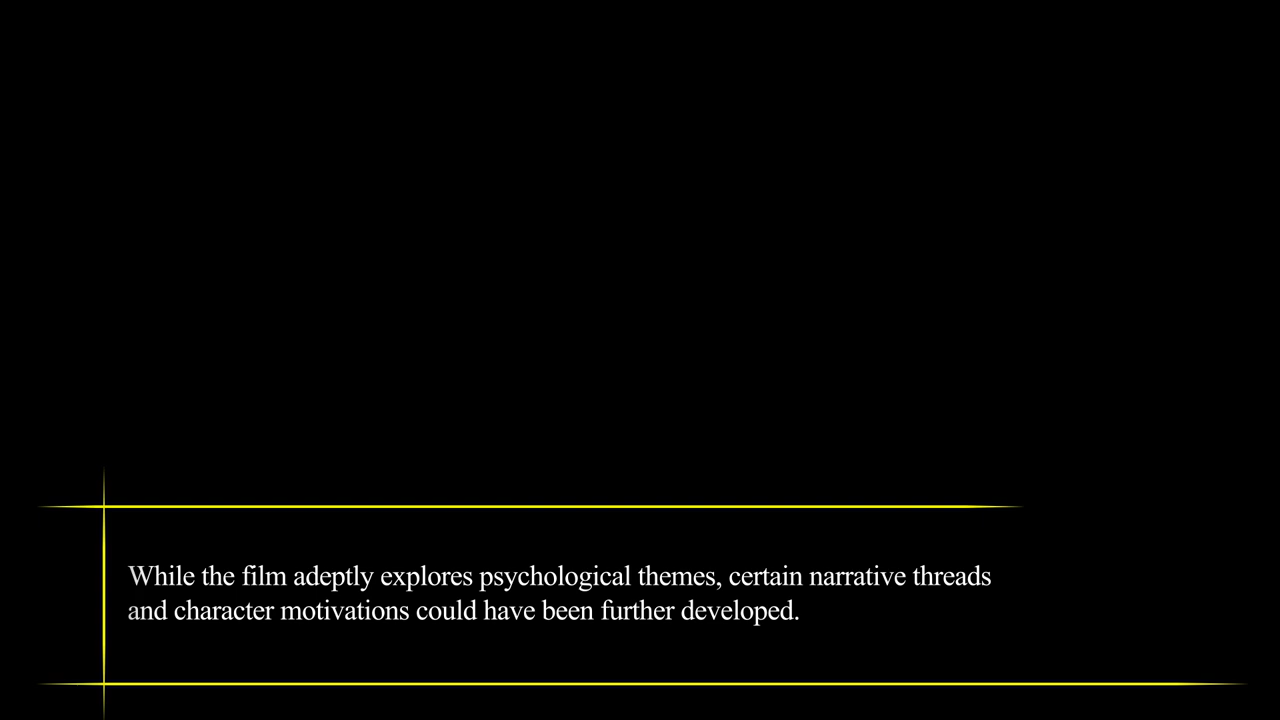 While the film adeptly explores psychological themes, certain narrative threads
and character motivations could have been further developed.